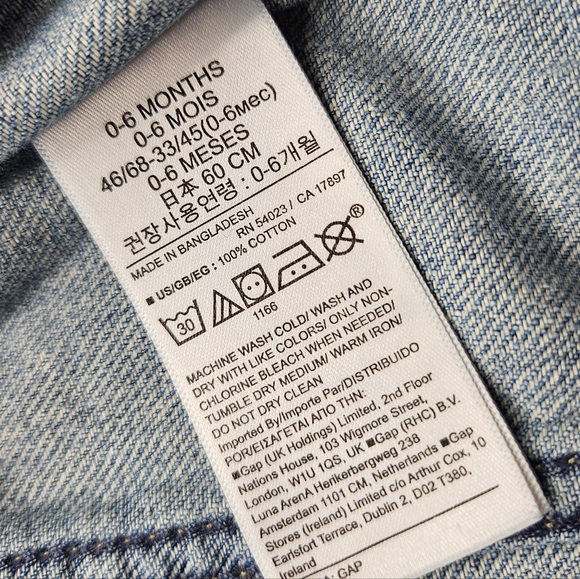 0-6 MONTHS
0-6 MOIS
46/68-33/45(0-6мес)
0-6 MESES
日本 60 CM
권장사용연령 : 0-6개월
MADE IN BANGLADESH
RN 54023 / CA 17897
■ US/GB/EG : 100% COTTON
30
®
1166
MACHINE WASH COLD/ WASH AND
DRY WITH LIKE COLORS/ ONLY NON-
CHLORINE BLEACH WHEN NEEDED/
TUMBLE DRY MEDIUM/ WARM IRON/
DO NOT DRY CLEAN
Imported By/Importe Par/DISTRIBUIDO
POR/ΕΙΣΑΓΕΤΑΙ ΑΠΟ ΤΗΝ:
■Gap (UK Holdings) Limited, 2nd Floor
Nations House, 103 Wigmore Street,
London, W1U 1QS, UK ■Gap (RHC) B.V.
Luna ArenA Herikerbergweg 238
Amsterdam 1101 CM, Netherlands ■Gap
Stores (Ireland) Limited c/o Arthur Cox, 10
Earlsfort Terrace, Dublin 2, D02 T380,
Ireland
: GAP